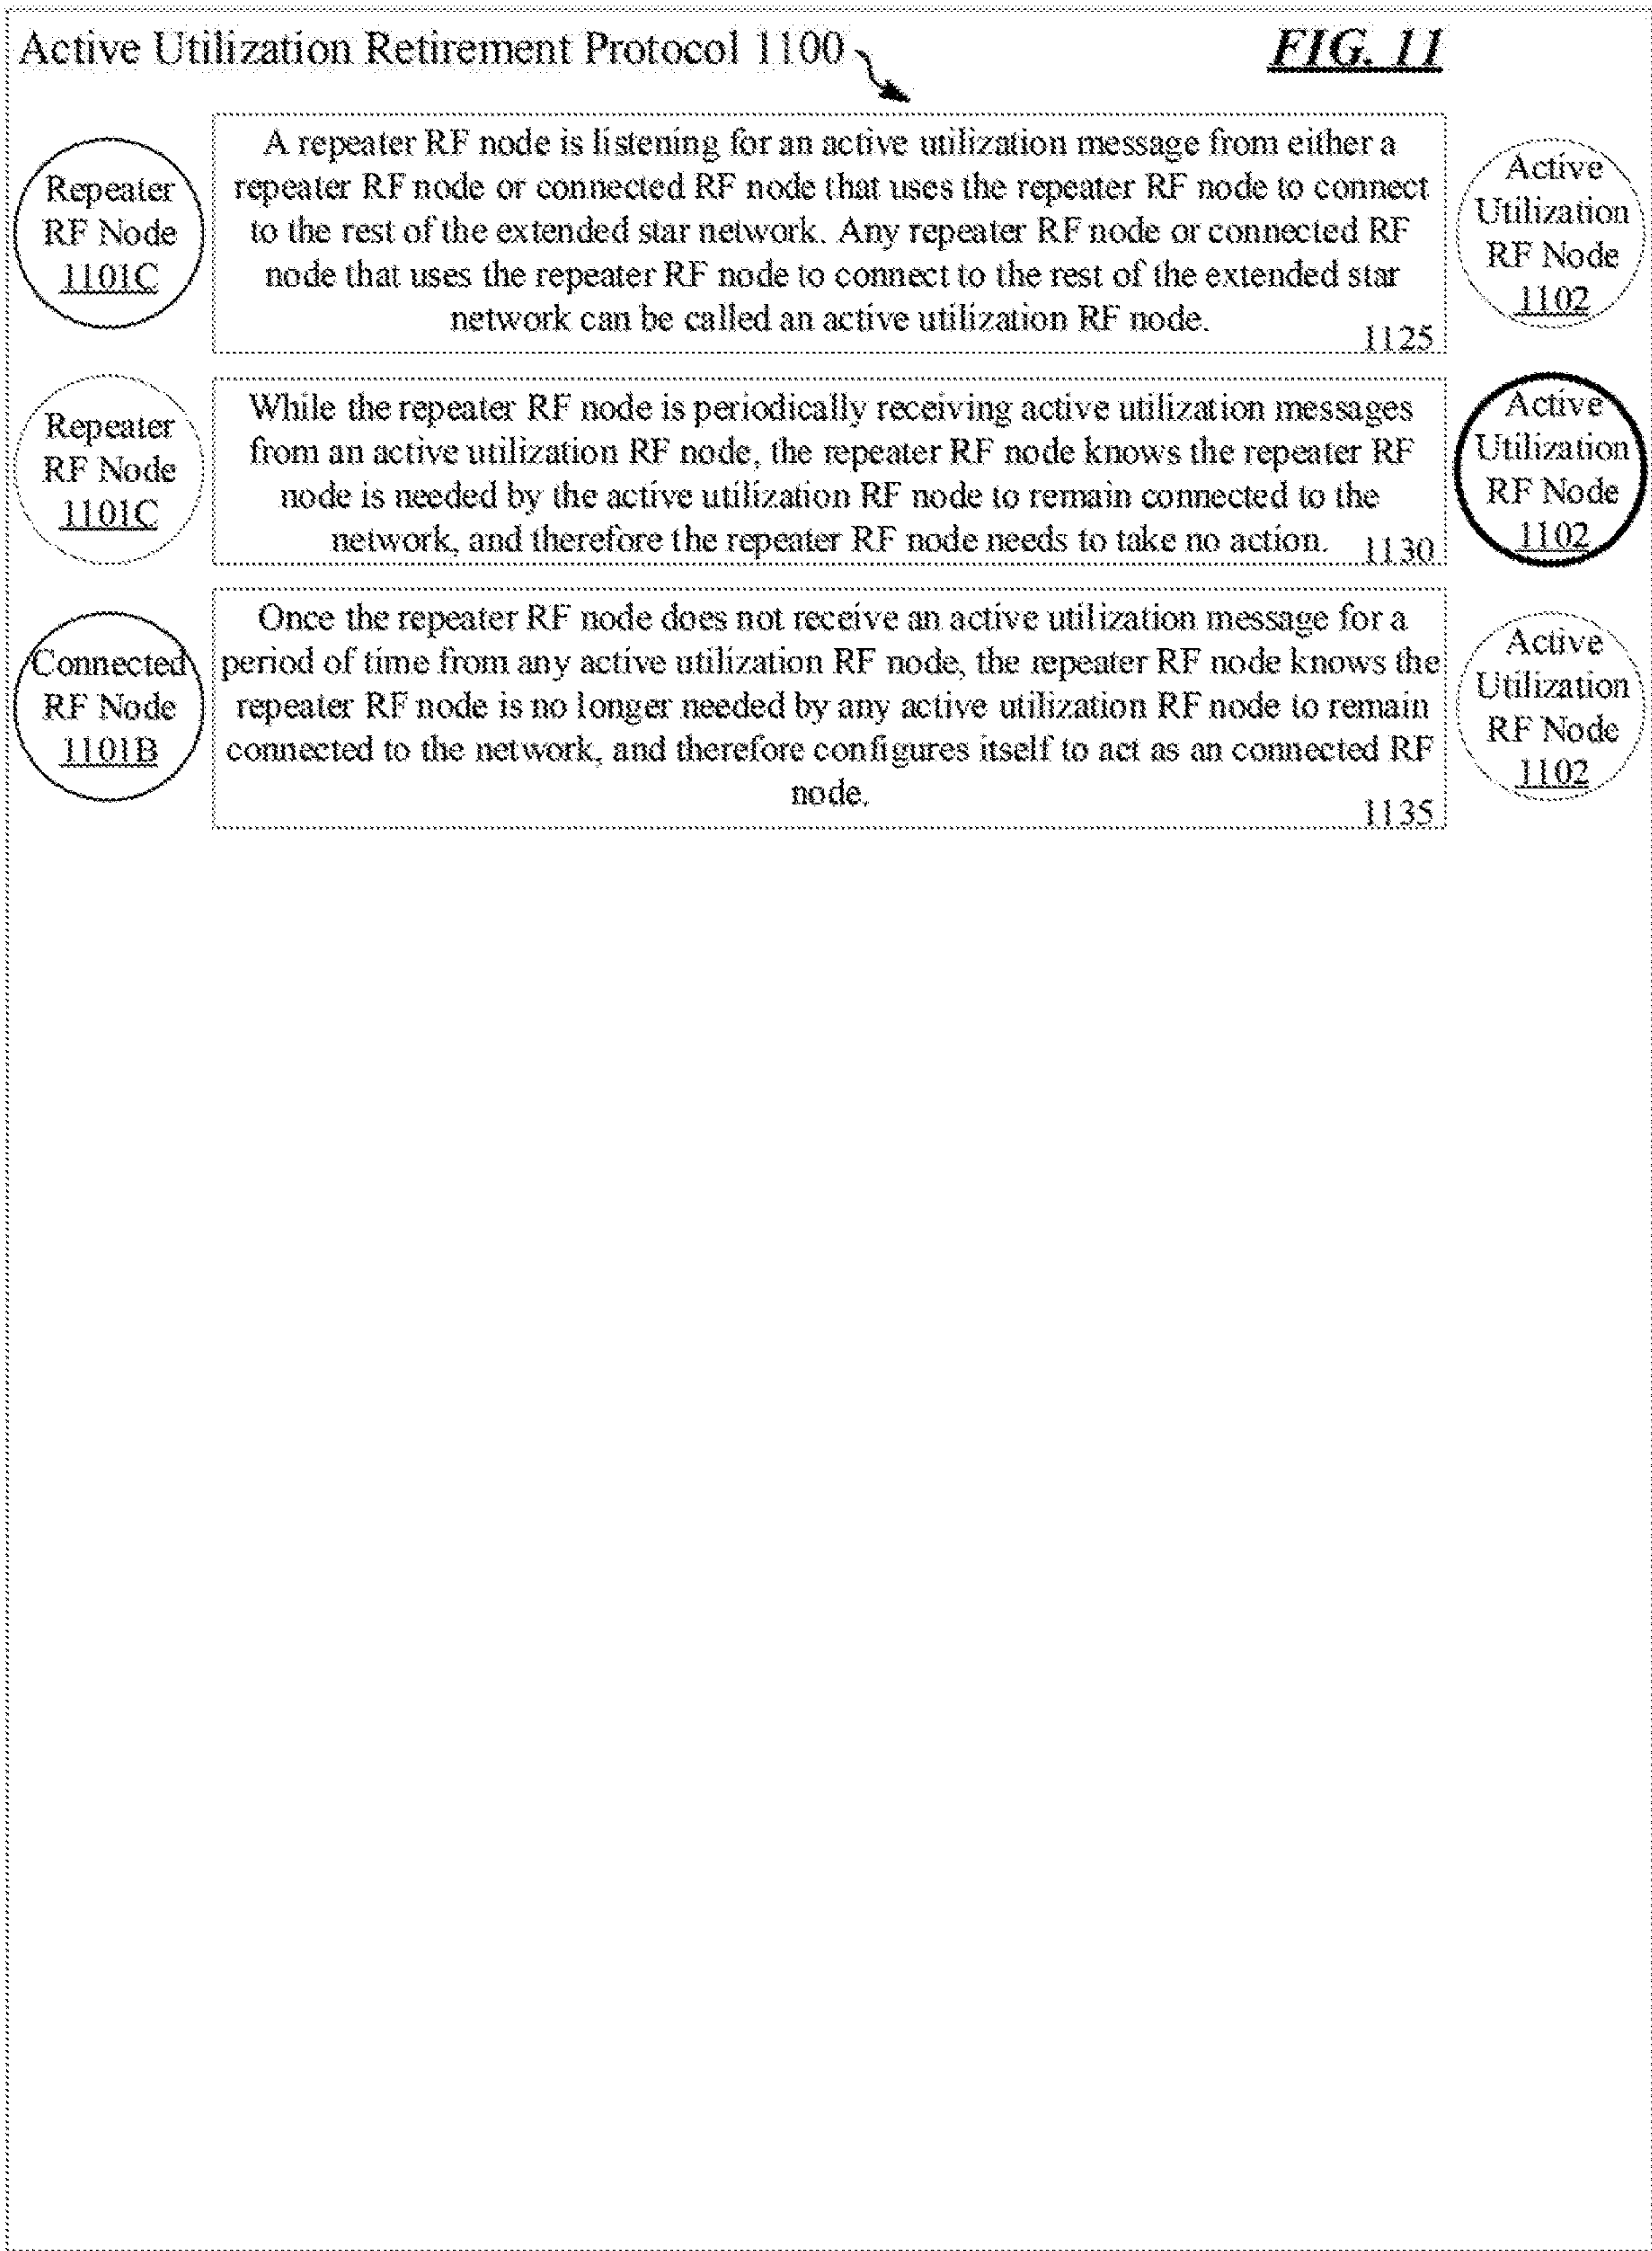 Active Utilization Retirement Protocol 1100
FIG. 11
Repeater
RF Node
1101C
A repeater RF node is listening for an active utilization message from either a
repeater RF node or connected RF node that uses the repeater RF node to connect
to the rest of the extended star network. Any repeater RF node or connected RF
node that uses the repeater RF node to connect to the rest of the extended star
network can be called an active utilization RF node.
1125
Active
Utilization
RF Node
1102
Repeater
RF Node
1101C
While the repeater RF node is periodically receiving active utilization messages
from an active utilization RF node, the repeater RF node knows the repeater RF
node is needed by the active utilization RF node to remain connected to the
network, and therefore the repeater RF node needs to take no action.
1130
Active
Utilization
RF Node
1102
Connected
RF Node
1101B
Once the repeater RF node does not receive an active utilization message for a
period of time from any active utilization RF node, the repeater RF node knows the
repeater RF node is no longer needed by any active utilization RF node to remain
connected to the network, and therefore configures itself to act as an connected RF
node.
1135
Active
Utilization
RF Node
1102